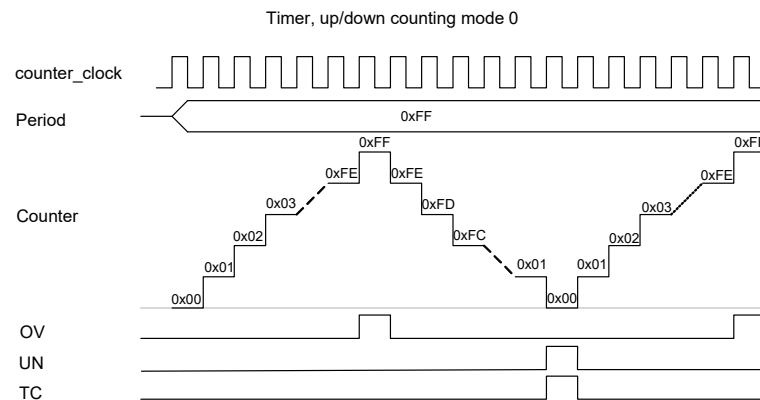 Timer, up/down counting mode 0
counter_clock
Period
0xFF
0xFF
0xFE
0xFE
0xFE
0x03
0xFD
0x03
Counter
0x02
0xFC
0x02
0x01
0x01
0x01
0x00
0x00
OV
UN
TC